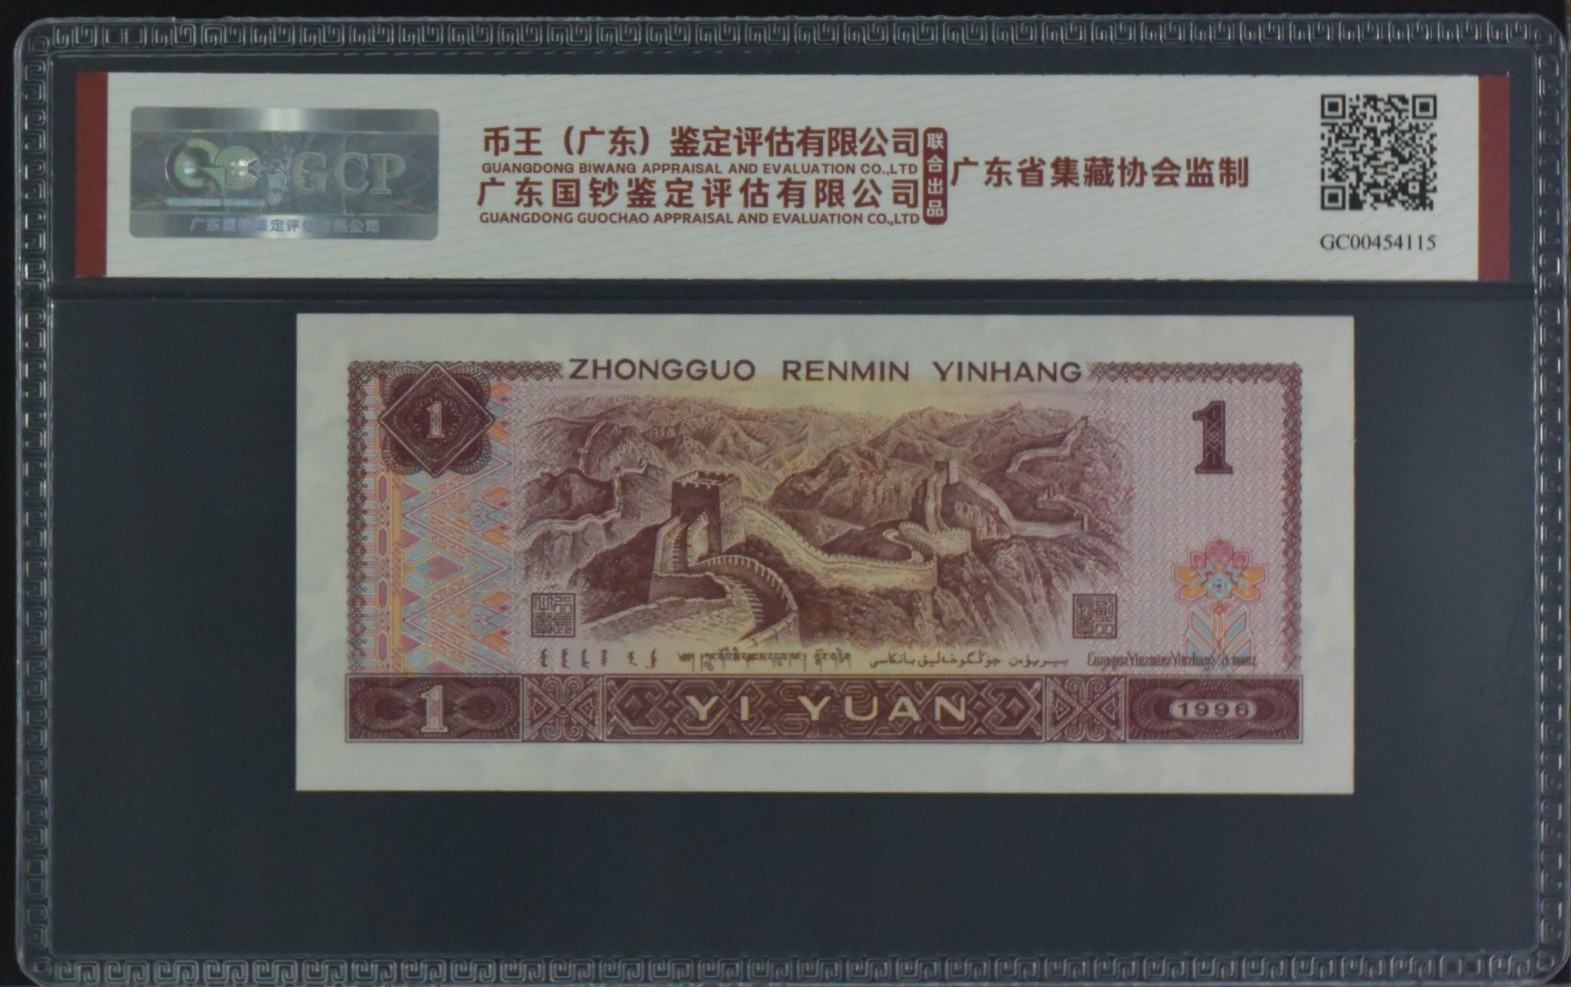 GCP
币王（广东）鉴定评估有限公司
GUANGDONG BIWANG APPRAISAL AND EVALUATION CO.,LTD
广东国钞鉴定评估有限公司
GUANGDONG GUOCHAO APPRAISAL AND EVALUATION CO.,LTD
联合出品
广东省集藏协会监制
GC00454115
ZHONGGUO RENMIN YINHANG
1
1
1
YI YUAN
1996